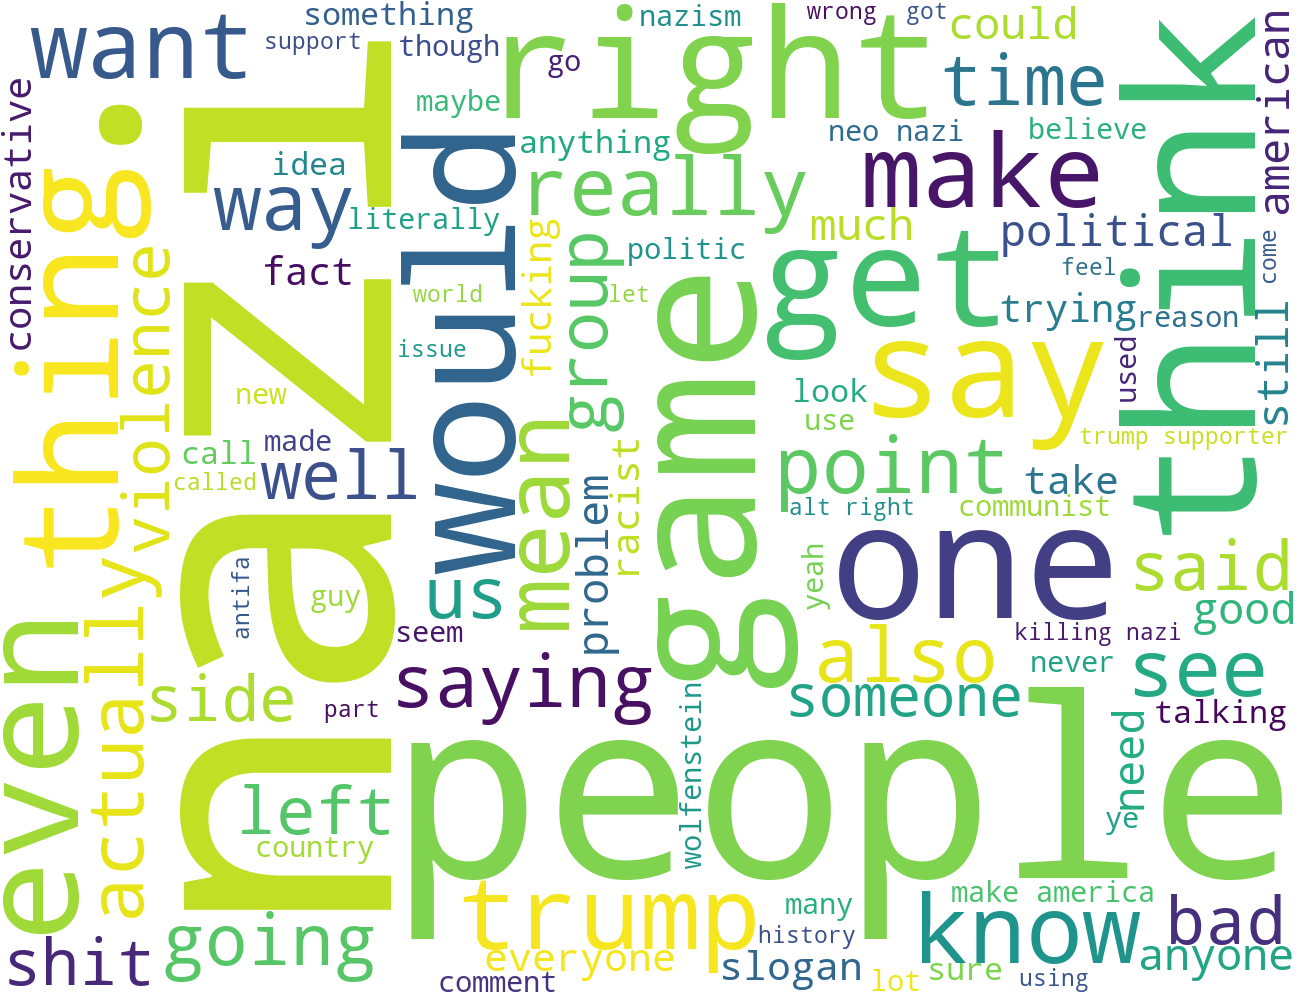 want
something
support
though
right
go
nazism
wrong
got
could
time
think
american
conservative
thing.
nazi
idea
way
literally
fact
maybe
would
anything
really
neo nazi
believe
make
much
political
politic
feel
come
violence
world
fucking
group
let
game
get
trying
reason
still
issue
new
made
call
called
well
mean
racist
look
use
say
used
trump supporter
point
take
alt right
communist
problem
us
antifa
guy
seem
yeah
one
said
good
killing nazi
even
actually
side
part
saying
also
someone
never
see
talking
left
country
wolfenstein
people
need
ye
shit
going
trump
everyone
comment
many
history
slogan
lot
make america
know
sure
using
bad
anyone